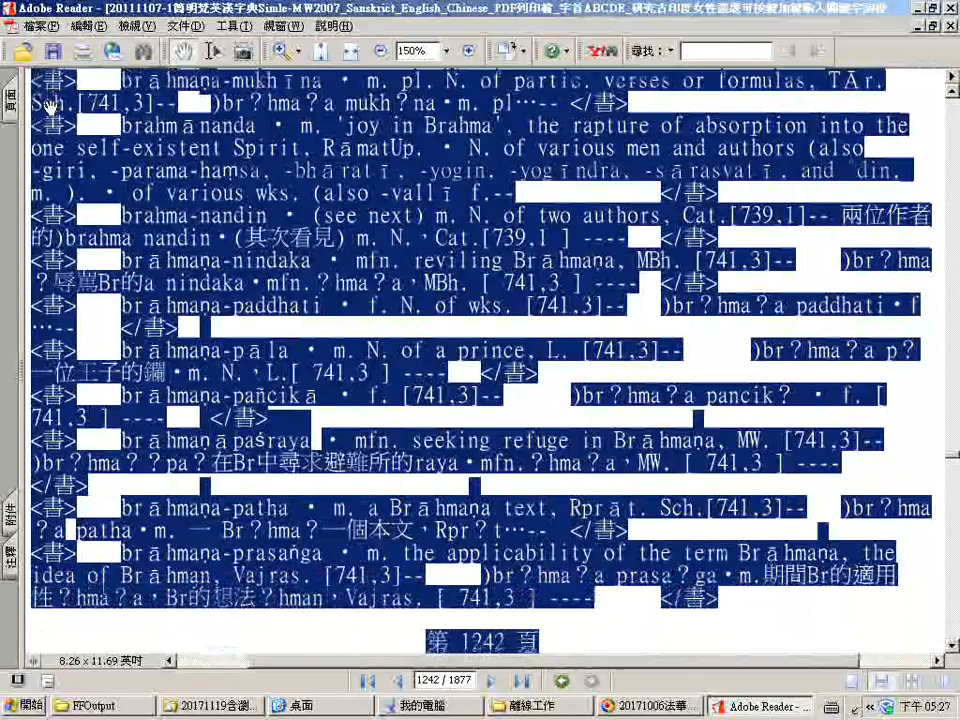 Adobe Reader - [20111107-1簡明梵英漢字典Simle-MW2007_Sanskrict_English_Chinese_PDF列印檔_字首ABCDE_研究古印度女性
檔案(F) 編輯(E) 檢視(V) 文件(D) 工具(T) 視窗(W) 說明(H)
150% 尋找：
頁面
<書> brāhmaṇa-mukhīna • m. pl. N. of partic. verses or formulas, TĀr.
Sch.[741,3]-- )br？hma？a mukh？na•m. pl…-- </書>
<書> brahmānanda • m. 'joy in Brahma', the rapture of absorption into the
one self-existent Spirit, RāmatUp. • N. of various men and authors (also
-giri, -parama-haṃsa, -bhāratī, -yogin, -yogīndra, -sārasvatī, and °din,
m. ). • of various wks. (also -vallī f.-- </書>
<書> brahma-nandin • (see next) m. N. of two authors, Cat.[739,1]-- 兩位作者
的)brahma nandin•(其次看見) m. N.，Cat.[739,1 ] ---- </書>
<書> brāhmaṇa-nindaka • mfn. reviling Brāhmaṇa, MBh. [741,3]-- )br？hma
？辱罵Br的a nindaka•mfn.？hma？a，MBh. [ 741,3 ] ---- </書>
<書> brāhmaṇa-paddhati • f. N. of wks. [741,3]-- )br？hma？a paddhati•f
…-- </書>
<書> brāhmaṇa-pāla • m. N. of a prince, L. [741,3]-- )br？hma？a p？
一位王子的鑭•m. N.，L.[ 741,3 ] ---- </書>
<書> brāhmaṇa-pañcikā • f. [741,3]-- )br？hma？a pancik？ • f. [
741,3 ] ---- </書>
<書> brāhmaṇāpaśraya • mfn. seeking refuge in Brāhmaṇa, MW. [741,3]--
)br？hma？？pa？在Br中尋求避難所的raya•mfn.？hma？a，MW. [ 741,3 ] ----
</書>
<書> brāhmaṇa-patha • m. a Brāhmaṇa text, Rprāt. Sch.[741,3]-- )br？hma
？a patha•m. 一 Br？hma？一個本文，Rpr？t…-- </書>
<書> brāhmaṇa-prasaṅga • m. the applicability of the term Brāhmaṇa, the
idea of Brāhman, Vajras. [741,3]-- )br？hma？a prasa？ga•m.期間Br的適用
性？hma？a，Br的想法？hman，Vajras. [ 741,3 ] ---- </書>
第 1242 頁
附件
注釋
8.26 x 11.69 英吋
1242 / 1877
開始 FFOutput 20171119含瀏... 桌面 我的電腦 離線工作 20171006法華... Adobe Reader - ... 下午 05:27